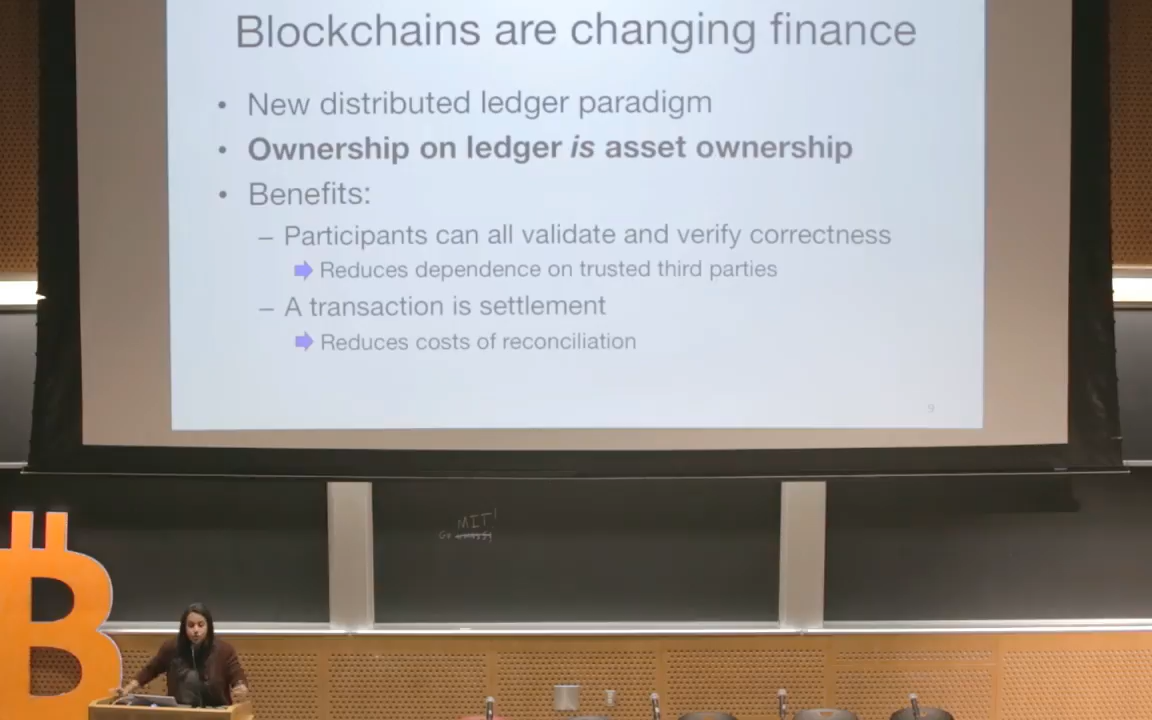 Blockchains are changing finance
• New distributed ledger paradigm
• Ownership on ledger is asset ownership
• Benefits:
– Participants can all validate and verify correctness
Reduces dependence on trusted third parties
– A transaction is settlement
Reduces costs of reconciliation
9
MIT!
Go